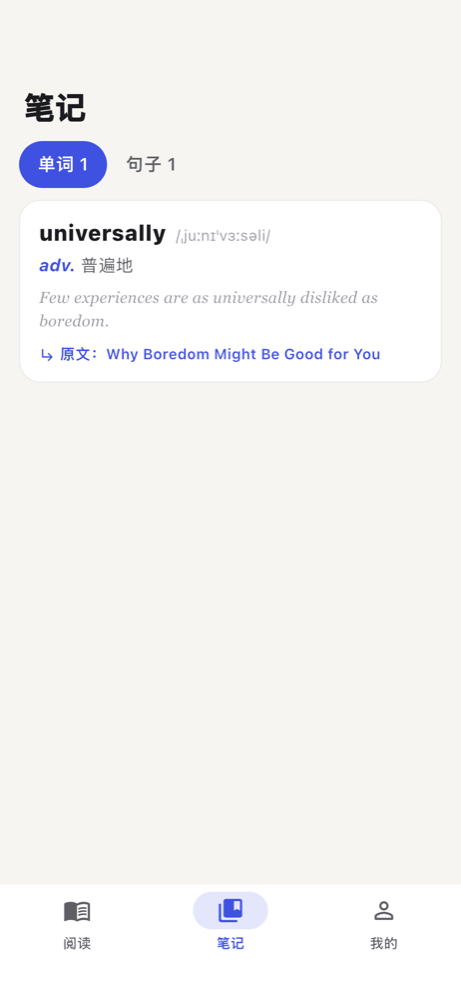 笔记
单词 1
句子 1
universally /ˌjuːnɪˈvɜːsəli/
adv. 普遍地
Few experiences are as universally disliked as
boredom.
↳ 原文：Why Boredom Might Be Good for You
阅读
笔记
我的